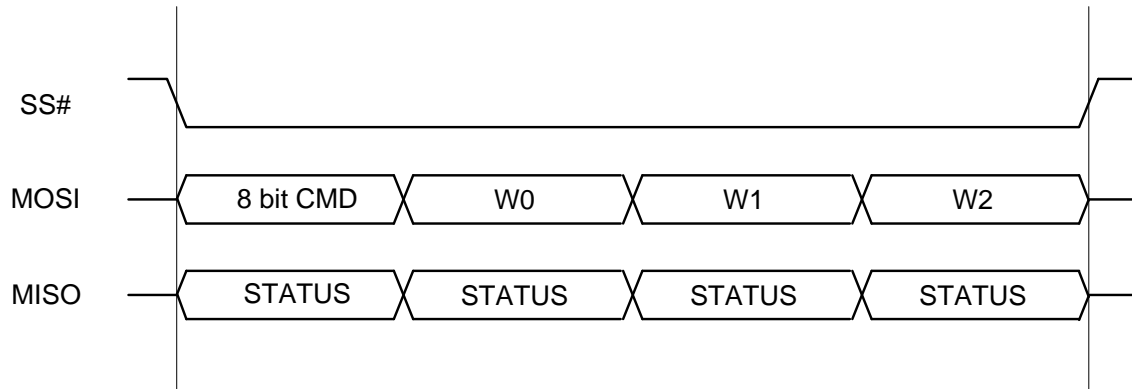 SS#
MOSI 8 bit CMD W0 W1 W2
MISO STATUS STATUS STATUS STATUS